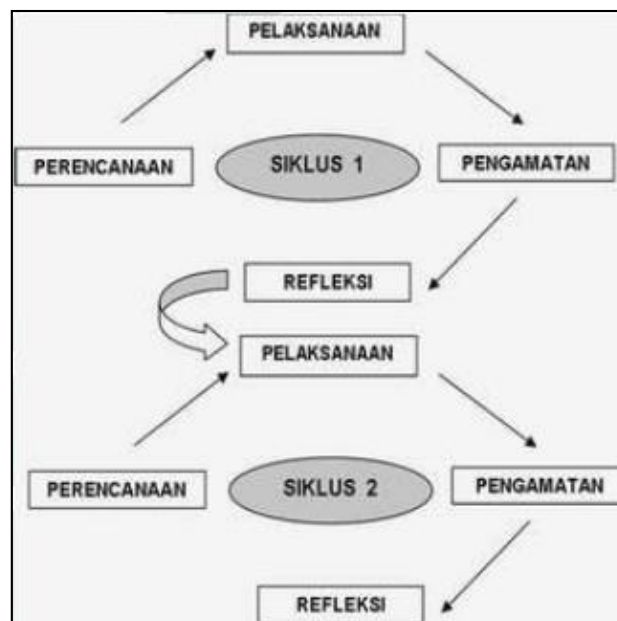 PELAKSANAAN
PERENCANAAN
SIKLUS 1
PENGAMATAN
REFLEKSI
PELAKSANAAN
PERENCANAAN
SIKLUS 2
PENGAMATAN
REFLEKSI